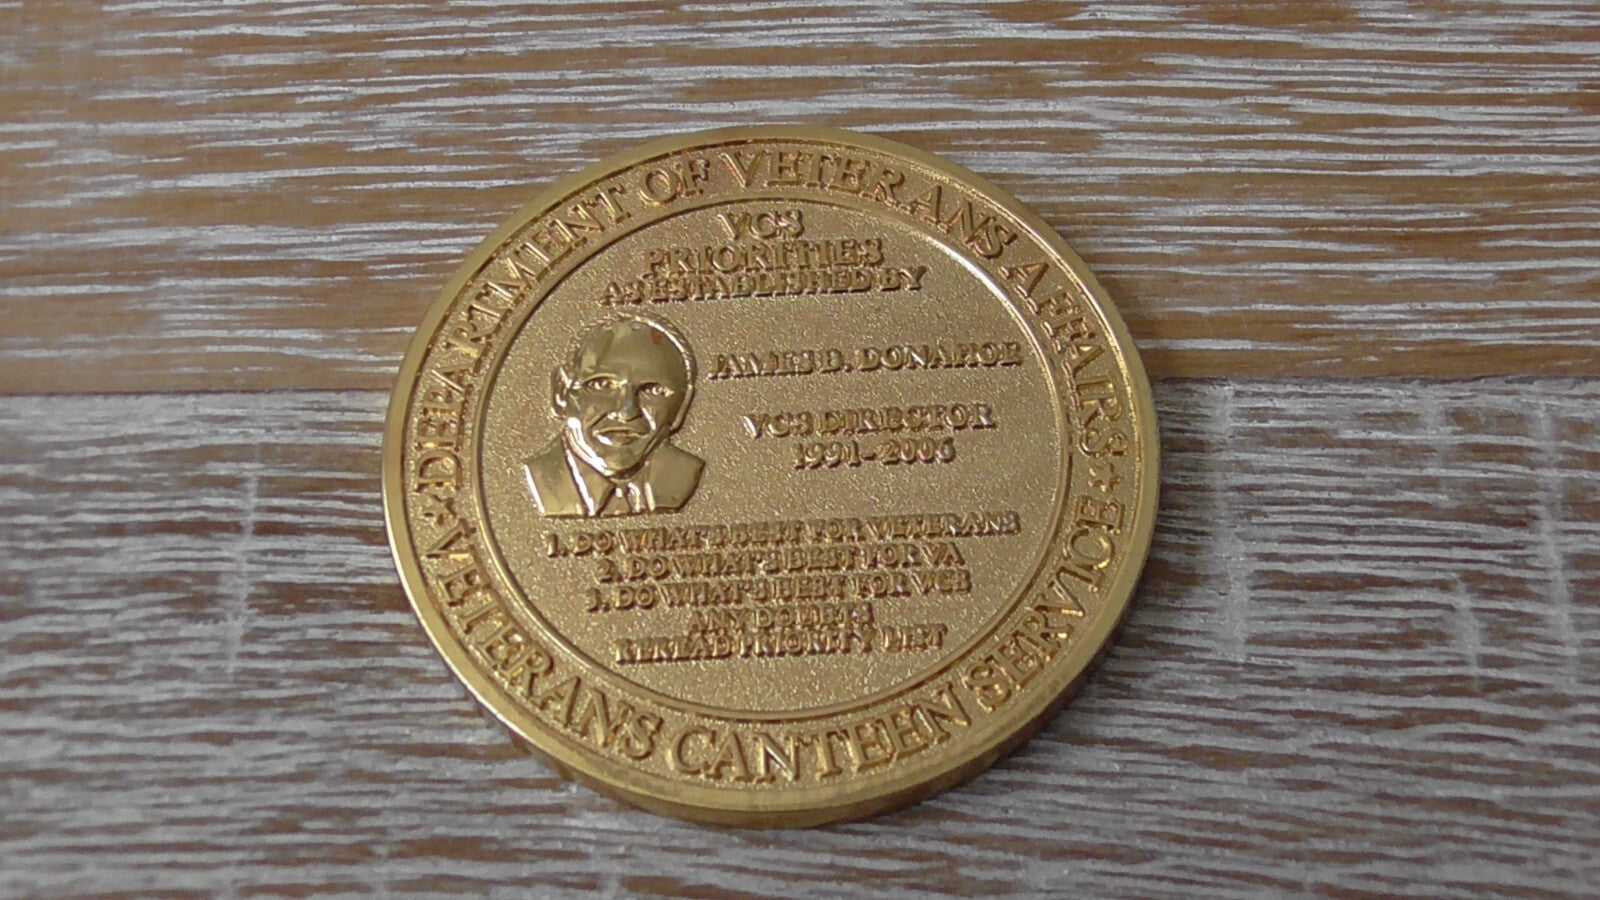 DEPARTMENT OF VETERANS AFFAIRS
VCS
PRIORITIES
AS ESTABLISHED BY
JAMES B. DONAHOE
VCS DIRECTOR
1991-2006
1. DO WHAT'S BEST FOR VETERANS
2. DO WHAT'S BEST FOR VA
3. DO WHAT'S BEST FOR VCS
ANY DOUBTS
REREAD PRIORITY LIST
VETERANS CANTEEN SERVICE